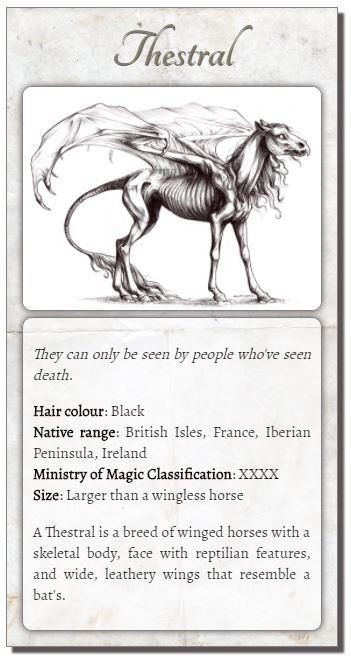 Thestral
They can only be seen by people who've seen
death.
Hair colour: Black
Native range: British Isles, France, Iberian
Peninsula, Ireland
Ministry of Magic Classification: XXXX
Size: Larger than a wingless horse
A Thestral is a breed of winged horses with a
skeletal body, face with reptilian features,
and wide, leathery wings that resemble a
bat's.